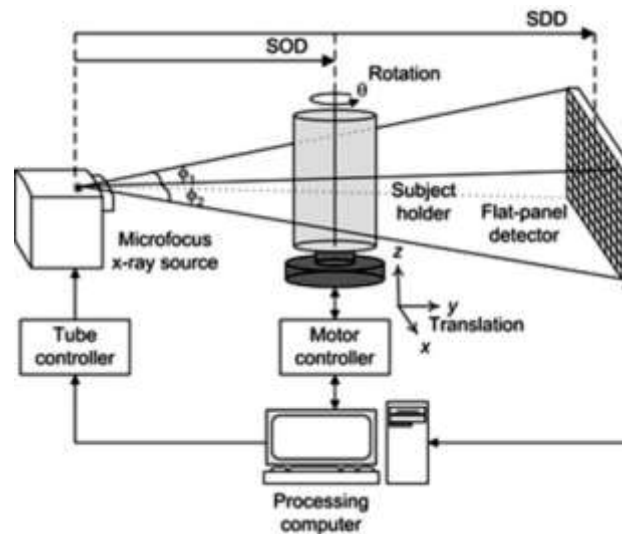 SDD
SOD
Rotation
θ
ϕ1
ϕ2
Subject
holder
Flat-panel
detector
Microfocus
x-ray source
z
y
x
Translation
Tube
controller
Motor
controller
Processing
computer